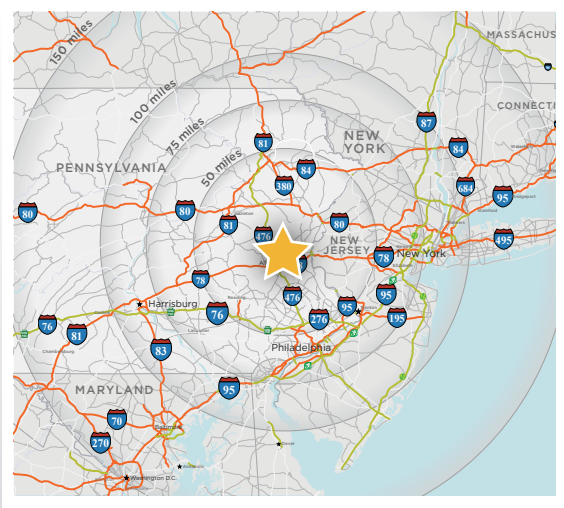 150 miles
MASSACHUS
100 miles
CONNECTI
87
75 miles
NEW
YORK
81
84
PENNSYLVANIA
50 miles
84
380
684
95
80
80
81
80
476
NEW
JERSEY
495
78
New York
78
476
95
Harrisburg
76
95
276
195
76
81
83
Philadelphia
95
MARYLAND
70
Baltimore
270
Dover
Washington D.C.